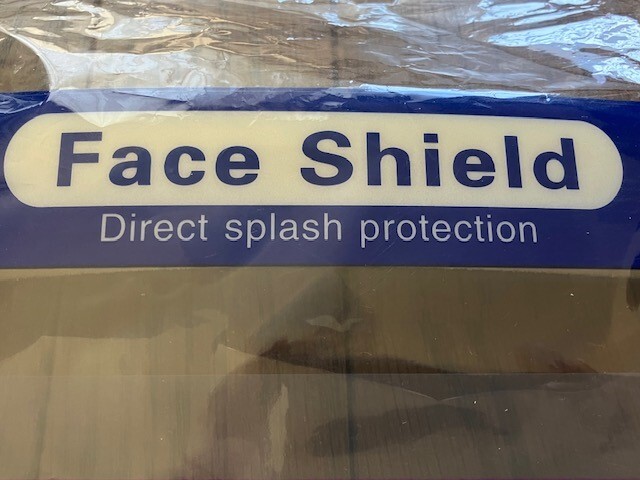 Face Shield
Direct splash protection